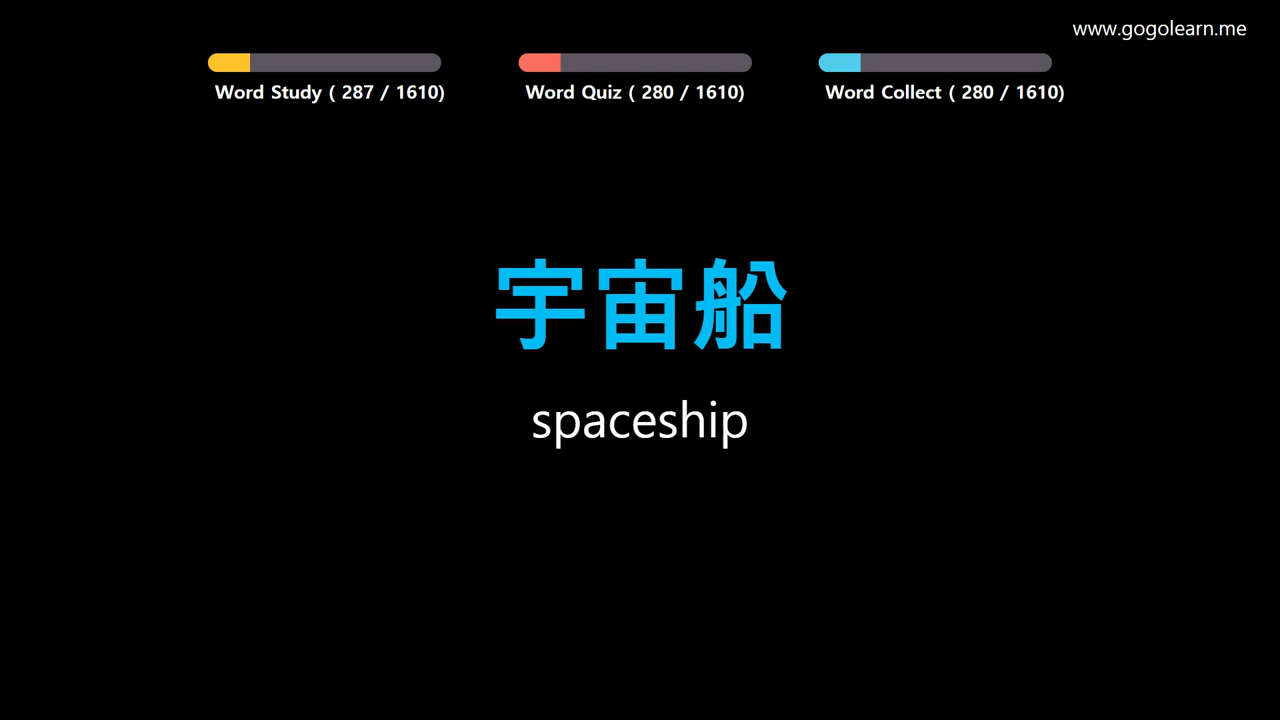 www.gogolearn.me
Word Study ( 287 / 1610)
Word Quiz ( 280 / 1610)
Word Collect ( 280 / 1610)
宇宙船
spaceship